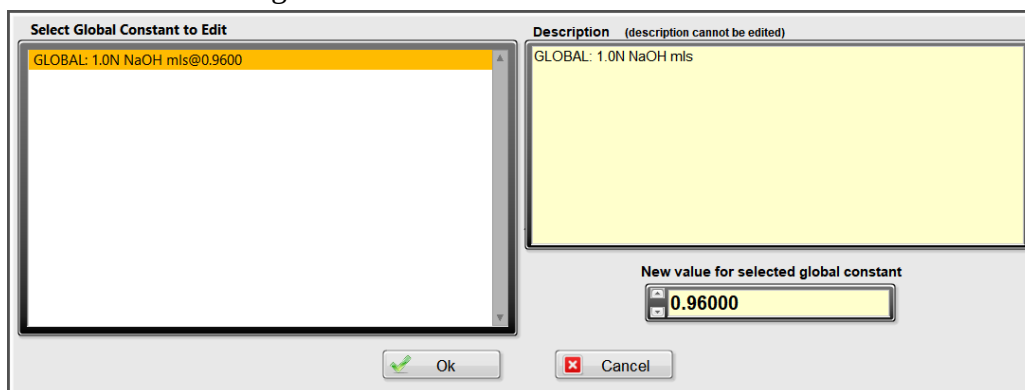 Select Global Constant to Edit
GLOBAL: 1.0N NaOH mls@0.9600
Description (description cannot be edited)
GLOBAL: 1.0N NaOH mls
New value for selected global constant
0.96000
Ok
Cancel